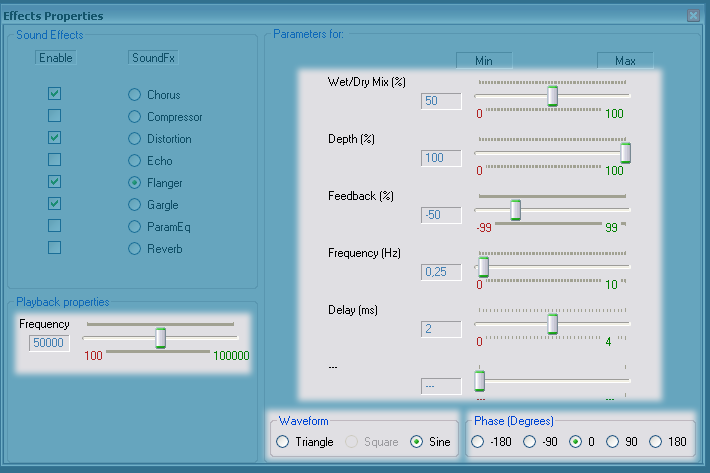 Effects Properties
Sound Effects
Enable SoundFx
Chorus
Compressor
Distortion
Echo
Flanger
Gargle
ParamEq
Reverb
Playback properties
Frequency
50000
100 100000
Parameters for:
Min Max
Wet/Dry Mix (%)
50
0 100
Depth (%)
100
0 100
Feedback (%)
-50
-99 99
Frequency (Hz)
0,25
0 10
Delay (ms)
2
0 4
---
---
--- ---
Waveform
Triangle Square Sine
Phase (Degrees)
-180 -90 0 90 180